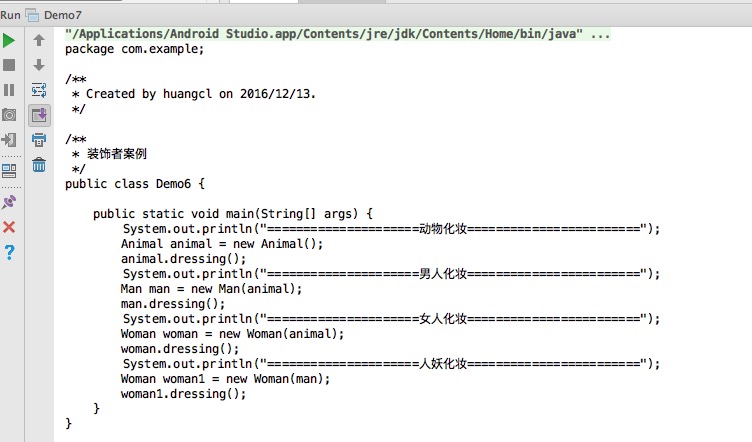 Run Demo7
"/Applications/Android Studio.app/Contents/jre/jdk/Contents/Home/bin/java" ...
package com.example;
/**
 * Created by huangcl on 2016/12/13.
 */
/**
 * 装饰者案例
 */
public class Demo6 {
    public static void main(String[] args) {
        System.out.println("=====================动物化妆========================");
        Animal animal = new Animal();
        animal.dressing();
        System.out.println("=====================男人化妆========================");
        Man man = new Man(animal);
        man.dressing();
        System.out.println("=====================女人化妆========================");
        Woman woman = new Woman(animal);
        woman.dressing();
        System.out.println("=====================人妖化妆========================");
        Woman woman1 = new Woman(man);
        woman1.dressing();
    }
}